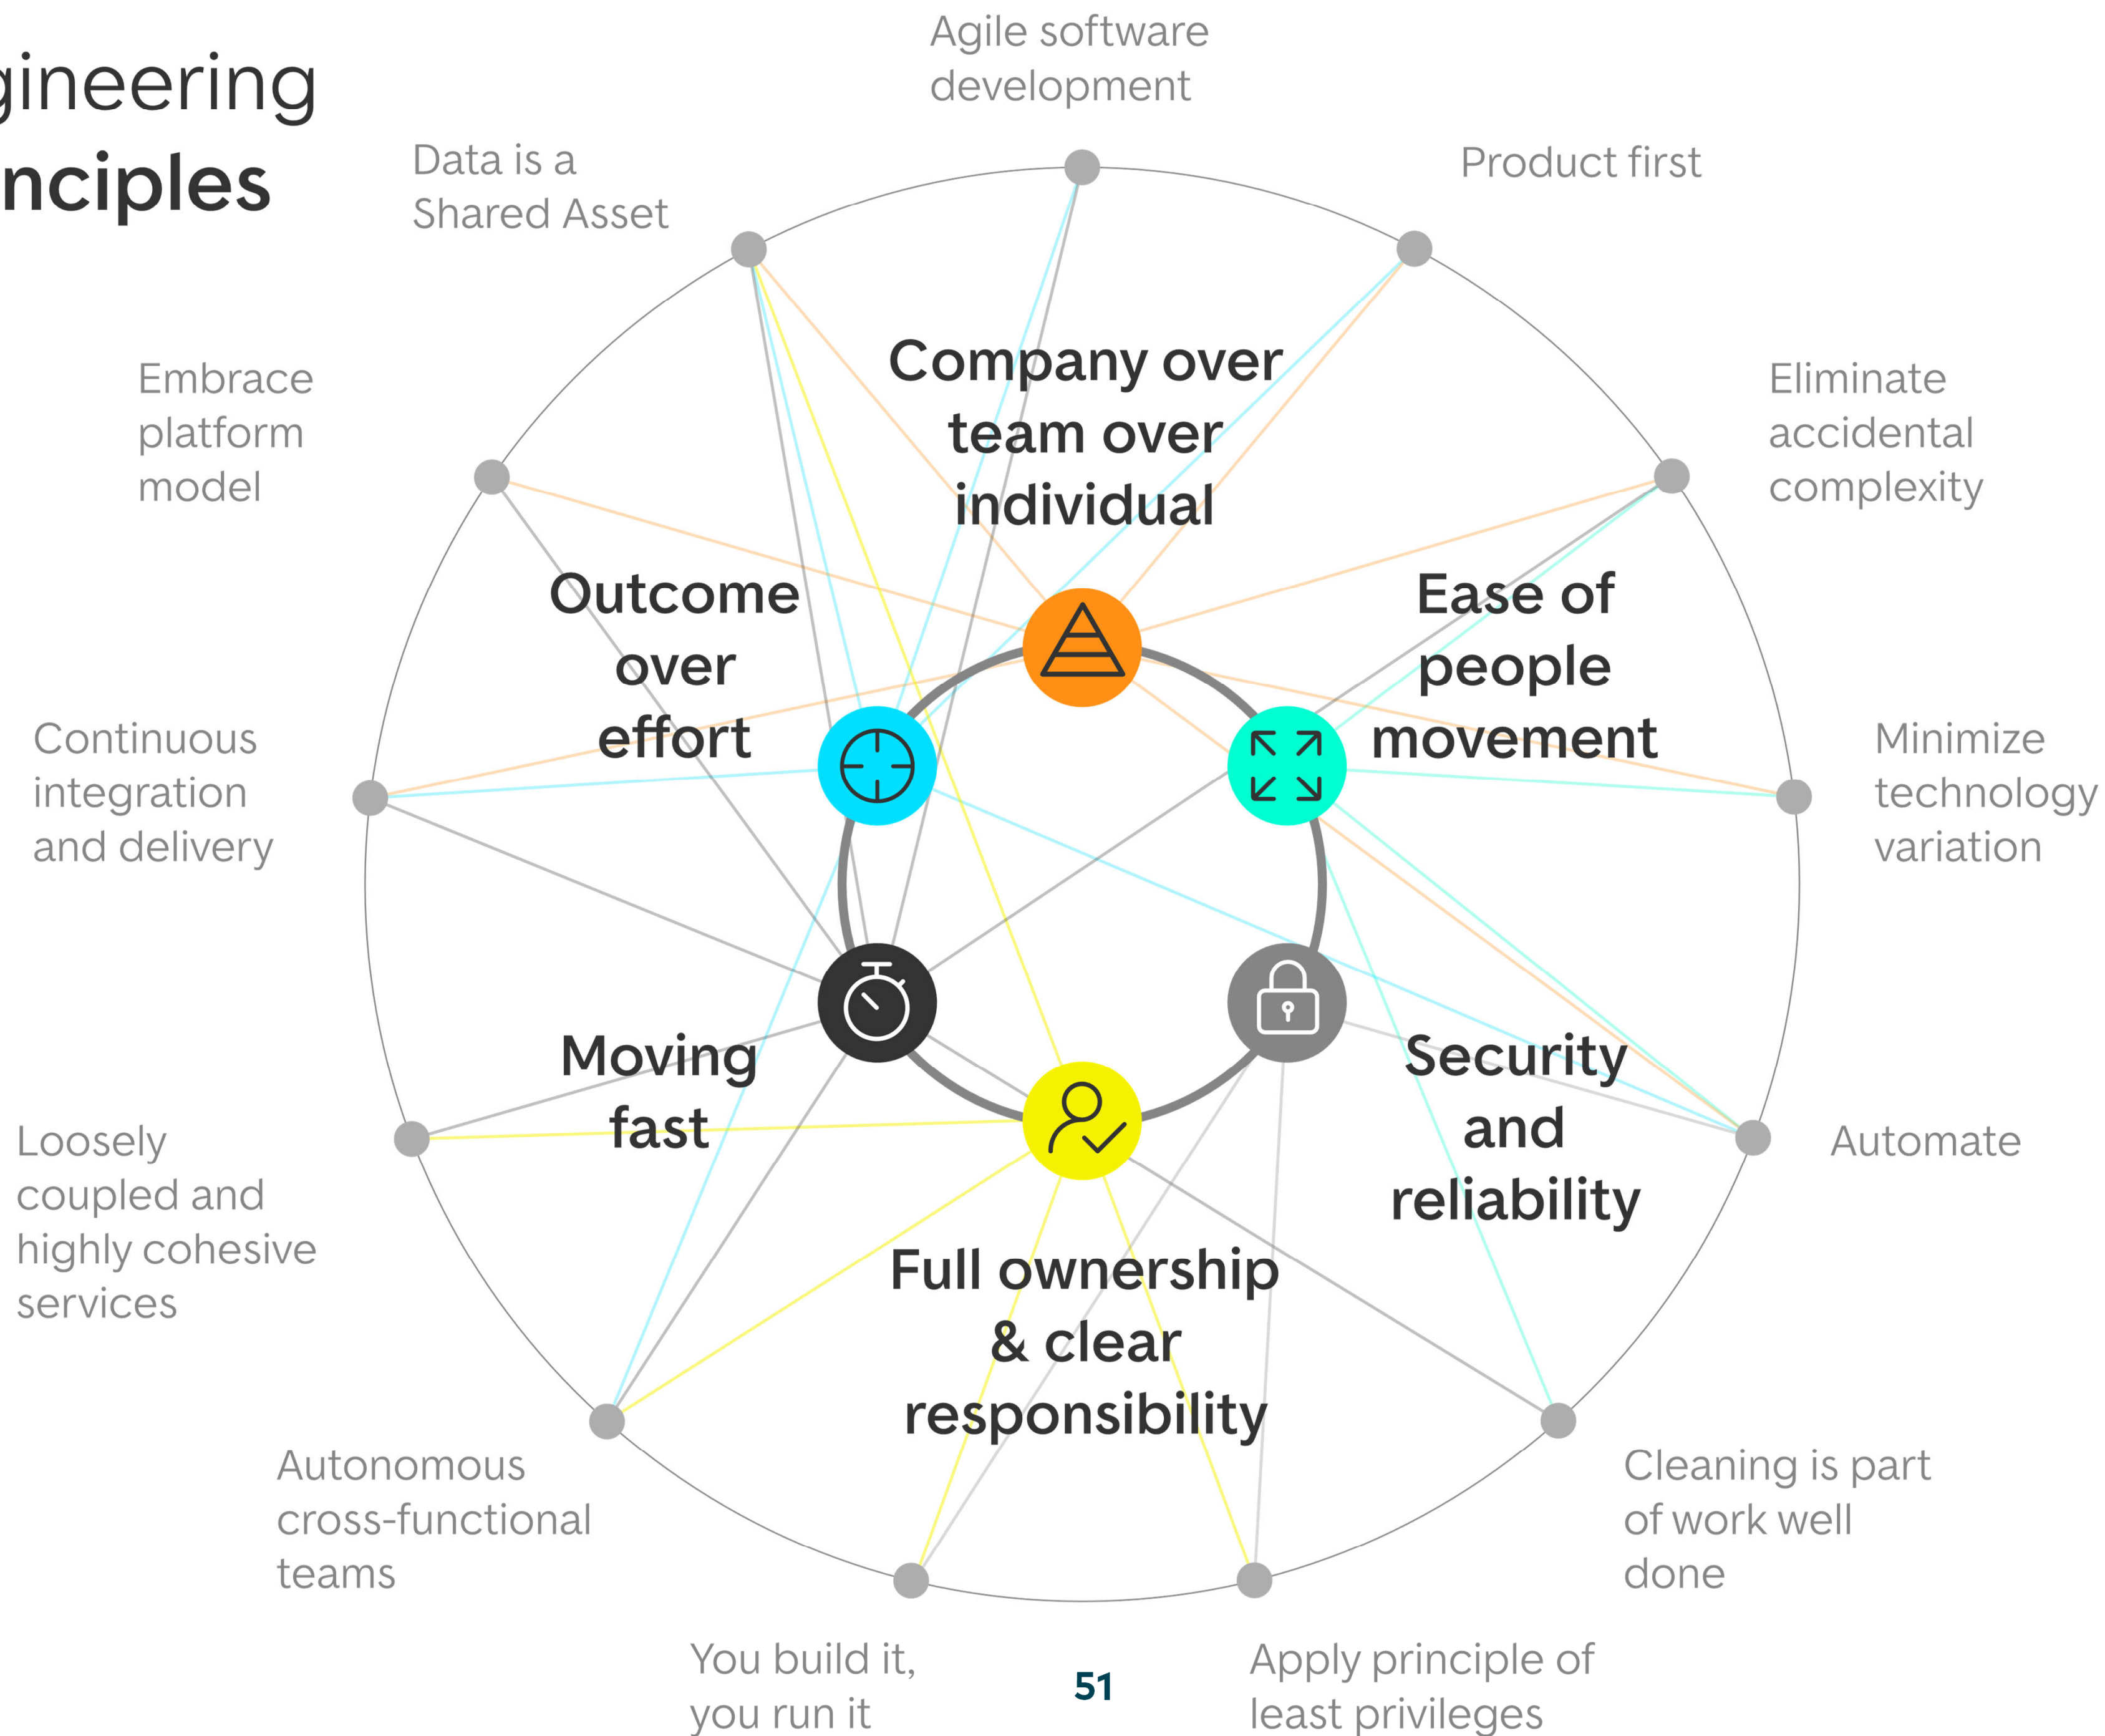 gineering
nciples
Agile software
development
Product first
Data is a
Shared Asset
Company over
team over
individual
Embrace
platform
model
Eliminate
accidental
complexity
Outcome
over
effort
Ease of
people
movement
Continuous
integration
and delivery
Minimize
technology
variation
Moving
fast
Security
and
reliability
Loosely
coupled and
highly cohesive
services
Automate
Full ownership
& clear
responsibility
Autonomous
cross-functional
teams
Cleaning is part
of work well
done
You build it,
you run it
51
Apply principle of
least privileges